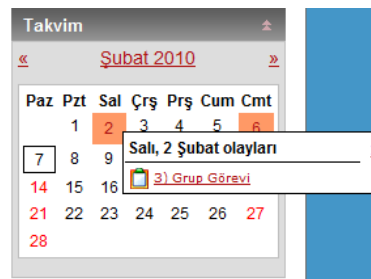 Takvim
« Şubat 2010 »
Paz Pzt Sal Çrş Prş Cum Cmt
1 2 3 4 5 6
7 8 9
Salı, 2 Şubat olayları
3) Grup Görevi
14 15 16
21 22 23 24 25 26 27
28